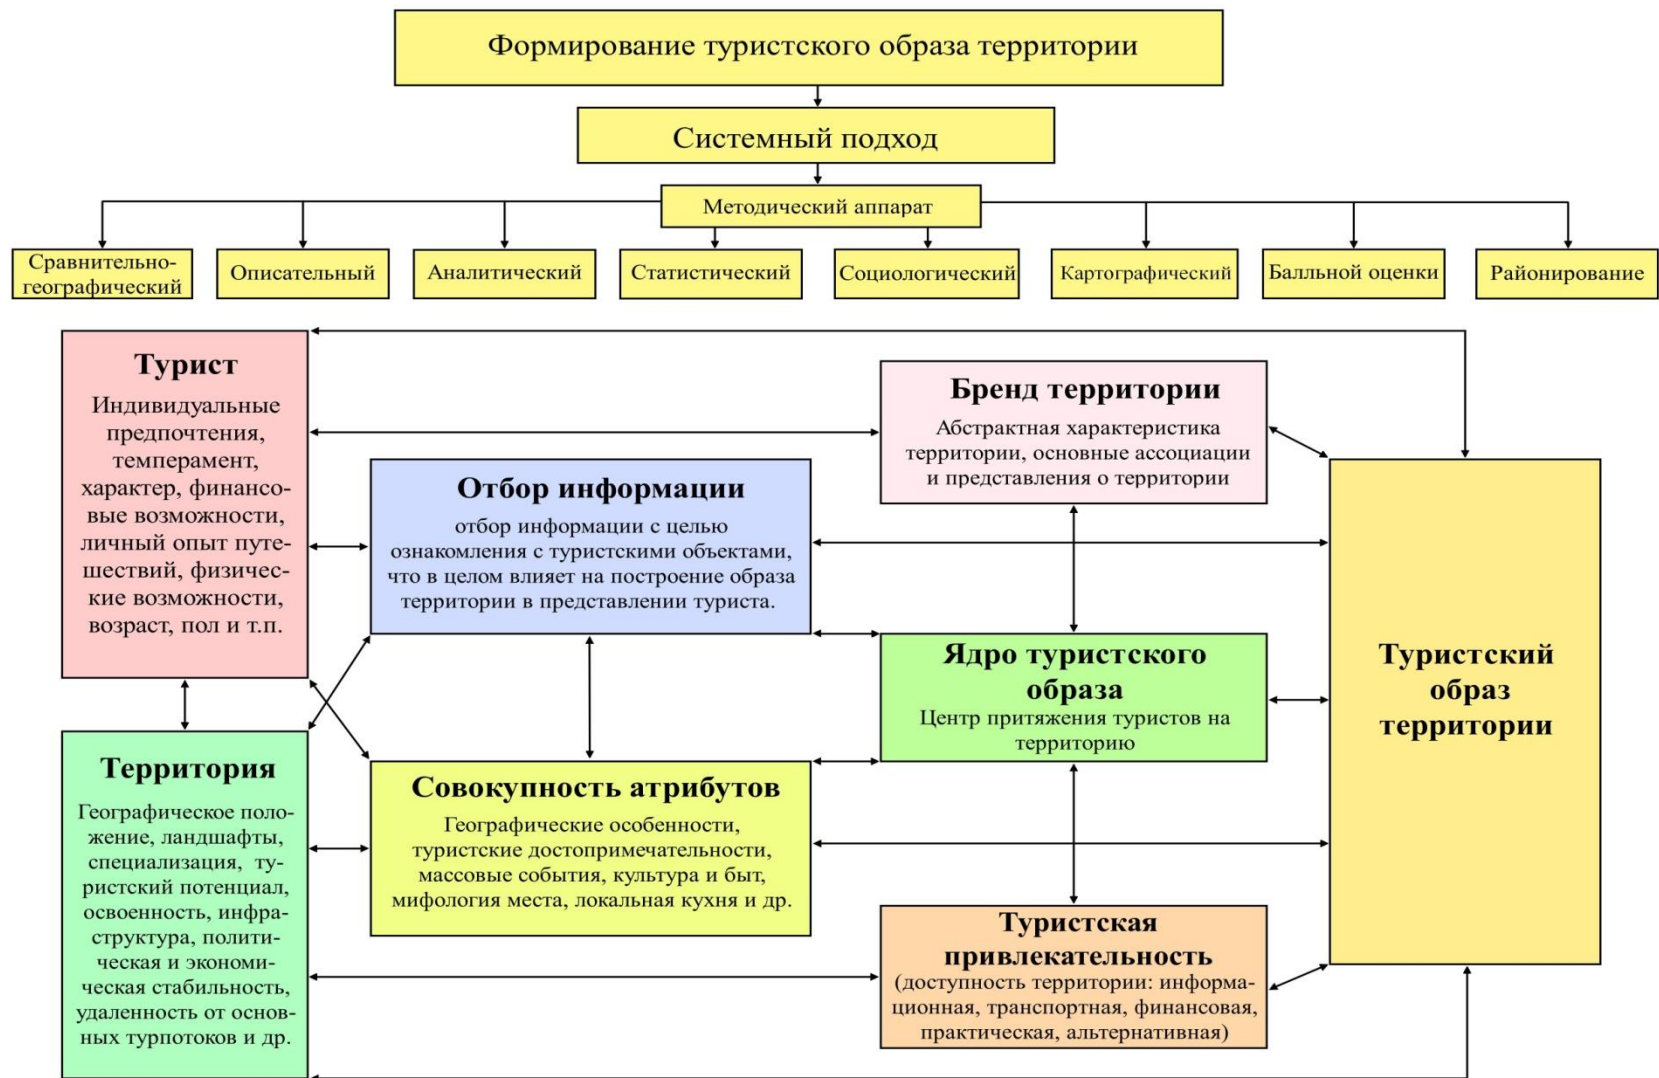 Формирование туристского образа территории
Системный подход
Методический аппарат
Сравнительно-
географический
Описательный
Аналитический
Статистический
Социологический
Картографический
Балльной оценки
Районирование
Турист
Индивидуальные
предпочтения,
темперамент,
характер, финансо-
вые возможности,
личный опыт путе-
шествий, физичес-
кие возможности,
возраст, пол и т.п.
Бренд территории
Абстрактная характеристика
территории, основные ассоциации
и представления о территории
Отбор информации
отбор информации с целью
ознакомления с туристскими объектами,
что в целом влияет на построение образа
территории в представлении туриста.
Ядро туристского
образа
Центр притяжения туристов на
территорию
Туристский
образ
территории
Территория
Географическое поло-
жение, ландшафты,
специализация, ту-
ристский потенциал,
освоенность, инфра-
структура, полити-
ческая и экономи-
ческая стабильность,
удаленность от основ-
ных турпотоков и др.
Совокупность атрибутов
Географические особенности,
туристские достопримечательности,
массовые события, культура и быт,
мифология места, локальная кухня и др.
Туристская
привлекательность
(доступность территории: информа-
ционная, транспортная, финансовая,
практическая, альтернативная)